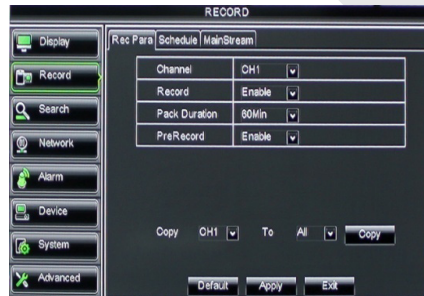 RECORD
Display
Record
Search
Network
Alarm
Device
System
Advanced
Rec Para Schedule MainStream
Channel CH1
Record Enable
Pack Duration 60Min
PreRecord Enable
Copy CH1 To All Copy
Default Apply Exit